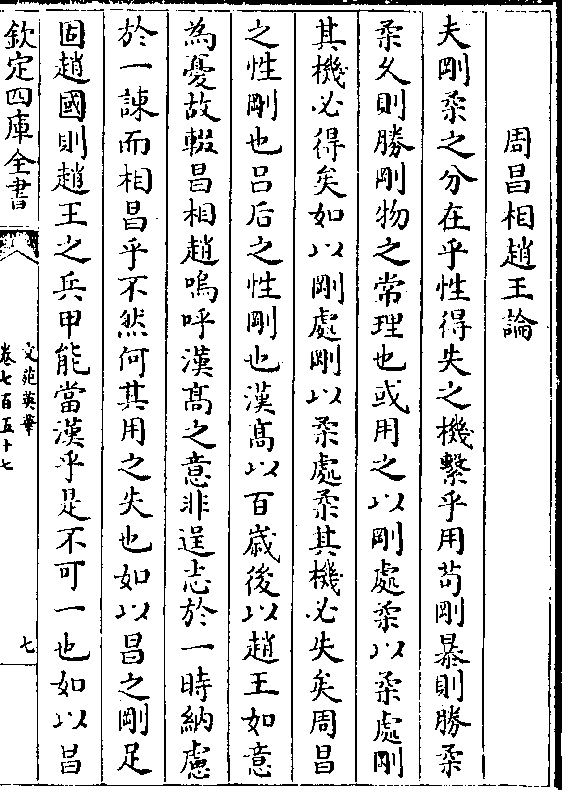 周昌相趙王論
夫剛柔之分在乎性得失之機繫乎用苟剛暴則勝柔
柔久則勝剛物之常理也或用之以剛處柔以柔處剛
其機必得矣如以剛處剛以柔處柔其機必失矣周昌
之性剛也吕后之性剛也漢髙以百歳後以趙王如意
為憂故輟昌相趙嗚呼漢髙之意非逞志於一時納慮
於一諫而相昌乎不然何其用之失也如以昌之剛足
固趙國則趙王之兵甲能當漢乎是不可一也如以昌
欽定四庫全書
文苑英華
卷七百五十七
七